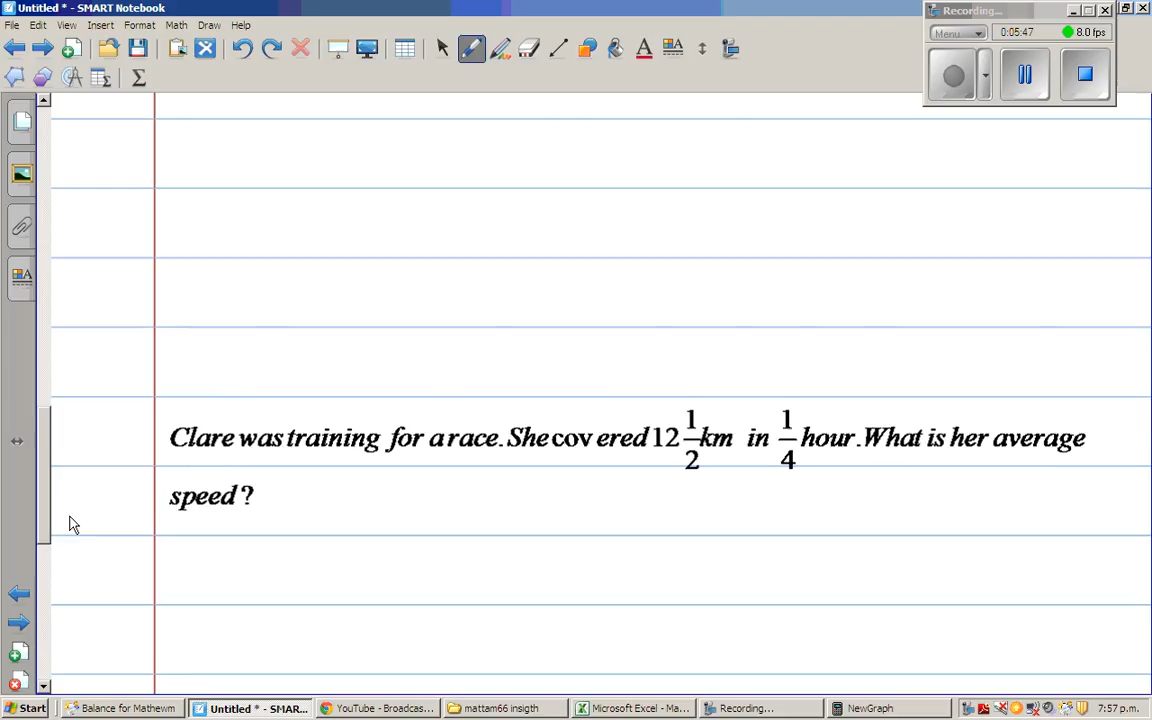 Untitled * - SMART Notebook
File Edit View Insert Format Math Draw Help
Recording...
Menu 0:05:47 8.0 fps
Clare was training for a race. She covered 12 1/2 km in 1/4 hour. What is her average
speed?
Start Balance for Mathewm Untitled * - SMAR... YouTube - Broadcas... mattam66 insigth Microsoft Excel - Ma... Recording... NewGraph 7:57 p.m.